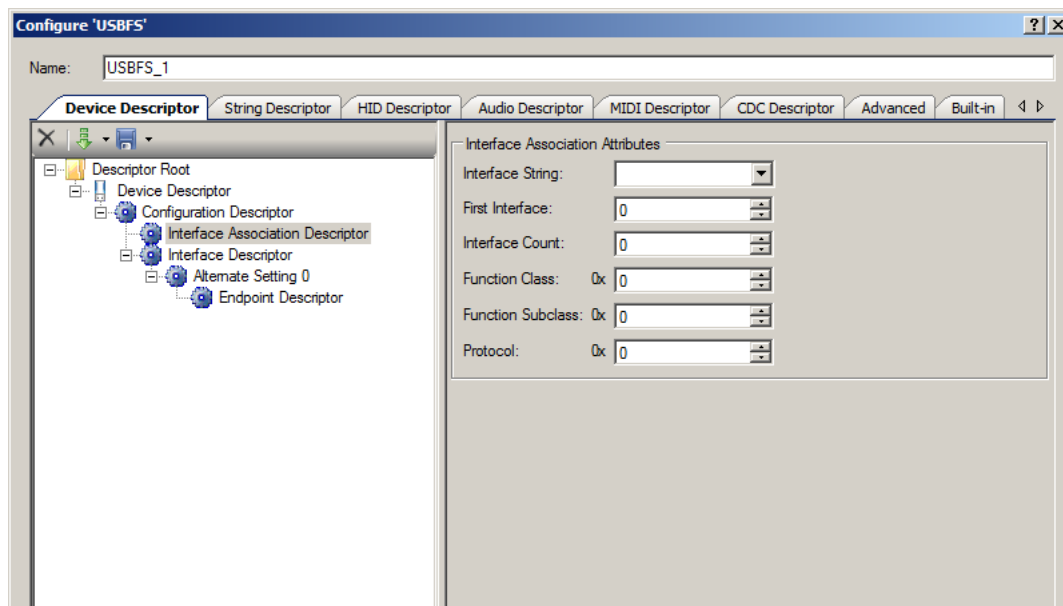 Configure 'USBFS'
Name: USBFS_1
Device Descriptor String Descriptor HID Descriptor Audio Descriptor MIDI Descriptor CDC Descriptor Advanced Built-in
Descriptor Root
Device Descriptor
Configuration Descriptor
Interface Association Descriptor
Interface Descriptor
Alternate Setting 0
Endpoint Descriptor
Interface Association Attributes
Interface String:
First Interface: 0
Interface Count: 0
Function Class: 0x 0
Function Subclass: 0x 0
Protocol: 0x 0